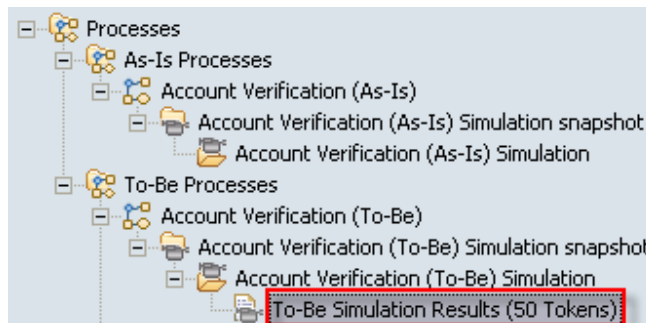 Processes
As-Is Processes
Account Verification (As-Is)
Account Verification (As-Is) Simulation snapshot
Account Verification (As-Is) Simulation
To-Be Processes
Account Verification (To-Be)
Account Verification (To-Be) Simulation snapshot
Account Verification (To-Be) Simulation
To-Be Simulation Results (50 Tokens)